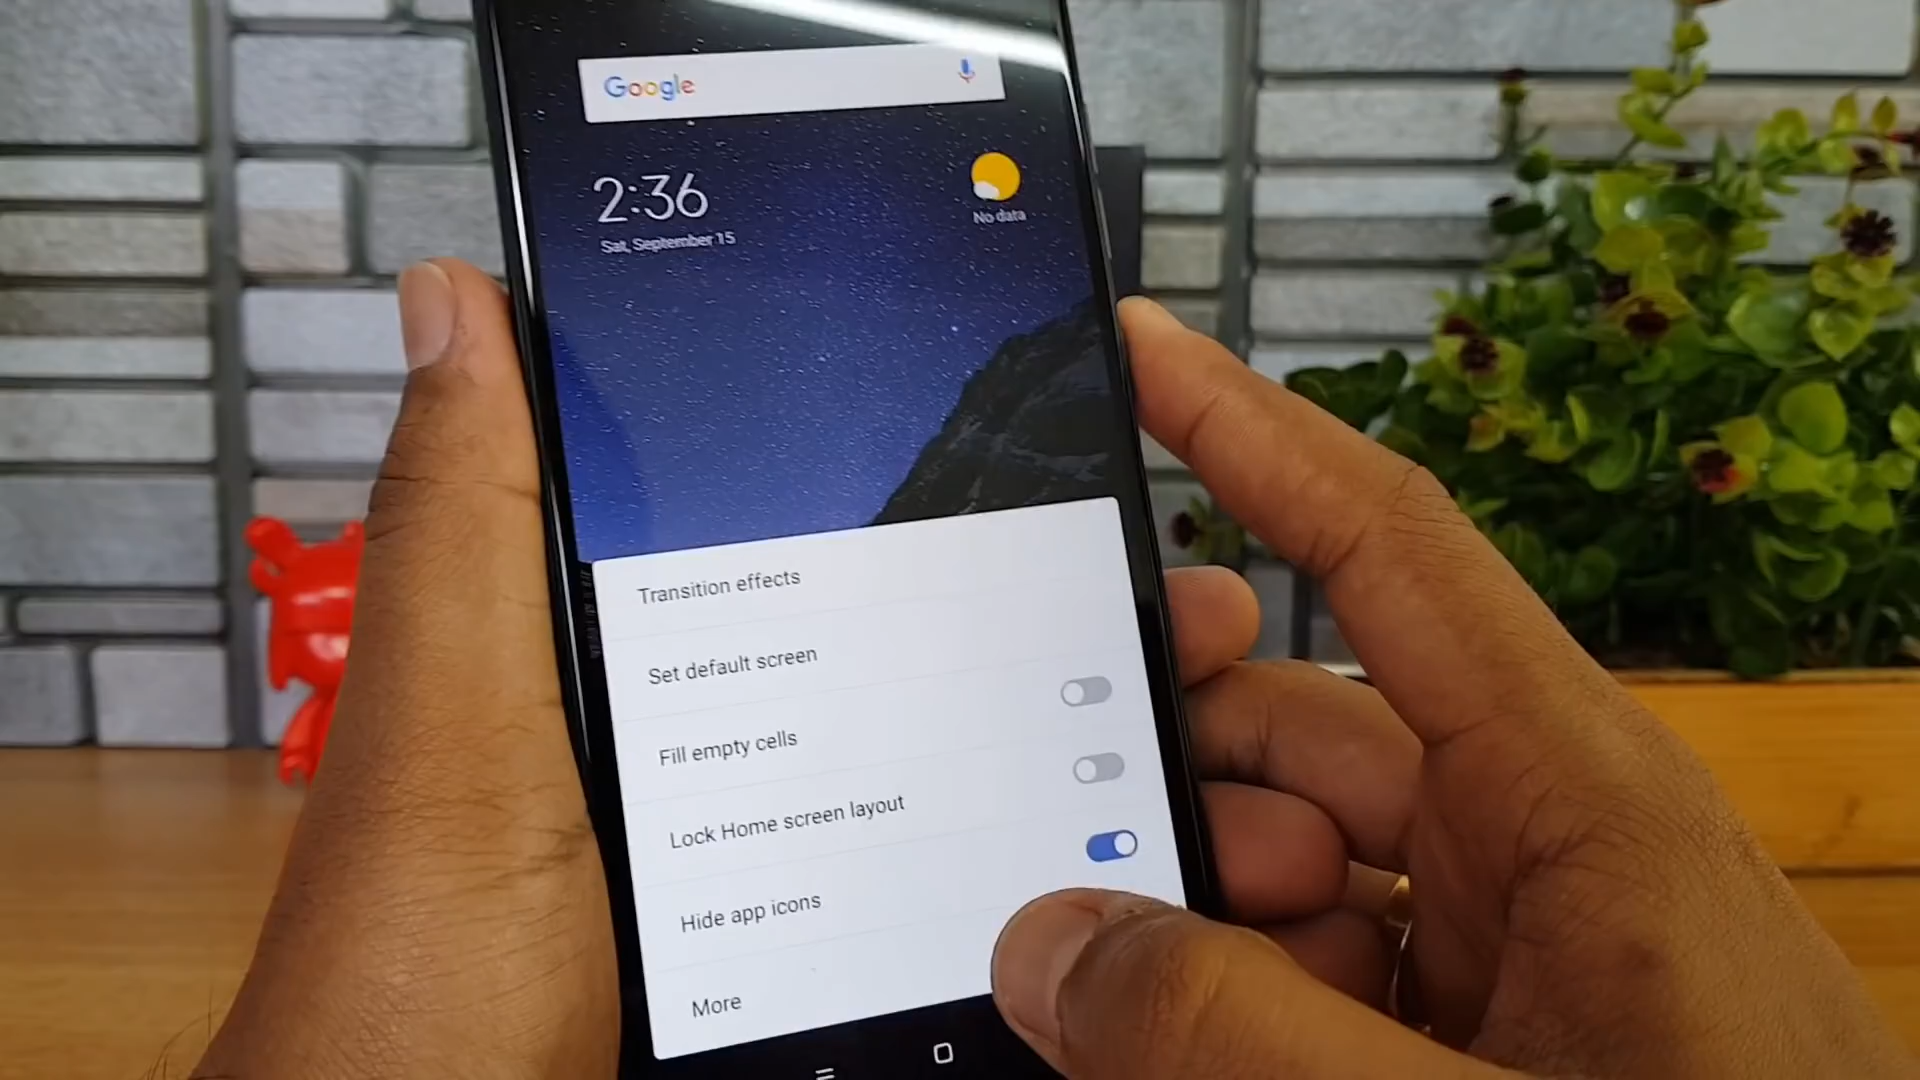 Google
2:36
Sat, September 15
No data
Transition effects
Set default screen
Fill empty cells
Lock Home screen layout
Hide app icons
More